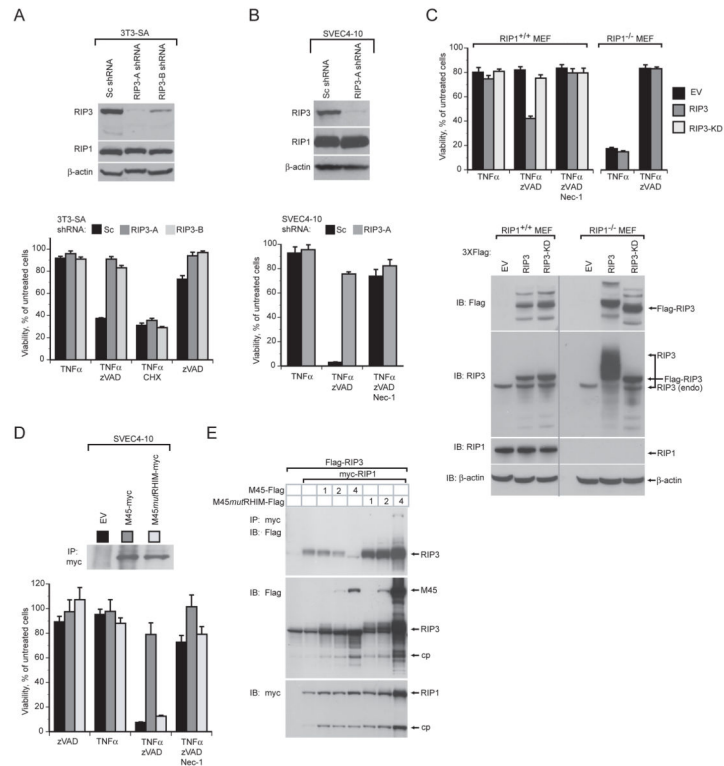 A
3T3-SA
Sc shRNA
RIP3-A shRNA
RIP3-B shRNA
RIP3
RIP1
β-actin
3T3-SA
shRNA: Sc RIP3-A RIP3-B
Viability, % of untreated cells
100
80
60
40
20
0
TNFα
TNFα zVAD
TNFα CHX
zVAD
B
SVEC4-10
Sc shRNA
RIP3-A shRNA
RIP3
RIP1
β-actin
SVEC4-10
shRNA: Sc RIP3-A
Viability, % of untreated cells
100
80
60
40
20
0
TNFα
TNFα zVAD
TNFα zVAD Nec-1
C
RIP1+/+ MEF
RIP1-/- MEF
Viability, % of untreated cells
100
80
60
40
20
0
TNFα
TNFα zVAD
TNFα zVAD Nec-1
TNFα
TNFα zVAD
EV
RIP3
RIP3-KD
RIP1+/+ MEF
RIP1-/- MEF
3XFlag:
EV
RIP3
RIP3-KD
EV
RIP3
RIP3-KD
IB: Flag
Flag-RIP3
IB: RIP3
RIP3
Flag-RIP3
RIP3 (endo)
IB: RIP1
RIP1
IB: β-actin
β-actin
D
SVEC4-10
EV
M45-myc
M45mutRHIM-myc
IP: myc
Viability, % of untreated cells
120
100
80
60
40
20
0
zVAD
TNFα
TNFα zVAD
TNFα zVAD Nec-1
E
Flag-RIP3
myc-RIP1
M45-Flag 1 2 4
M45mutRHIM-Flag 1 2 4
IP: myc
IB: Flag
RIP3
IB: Flag
M45
RIP3
cp
IB: myc
RIP1
cp